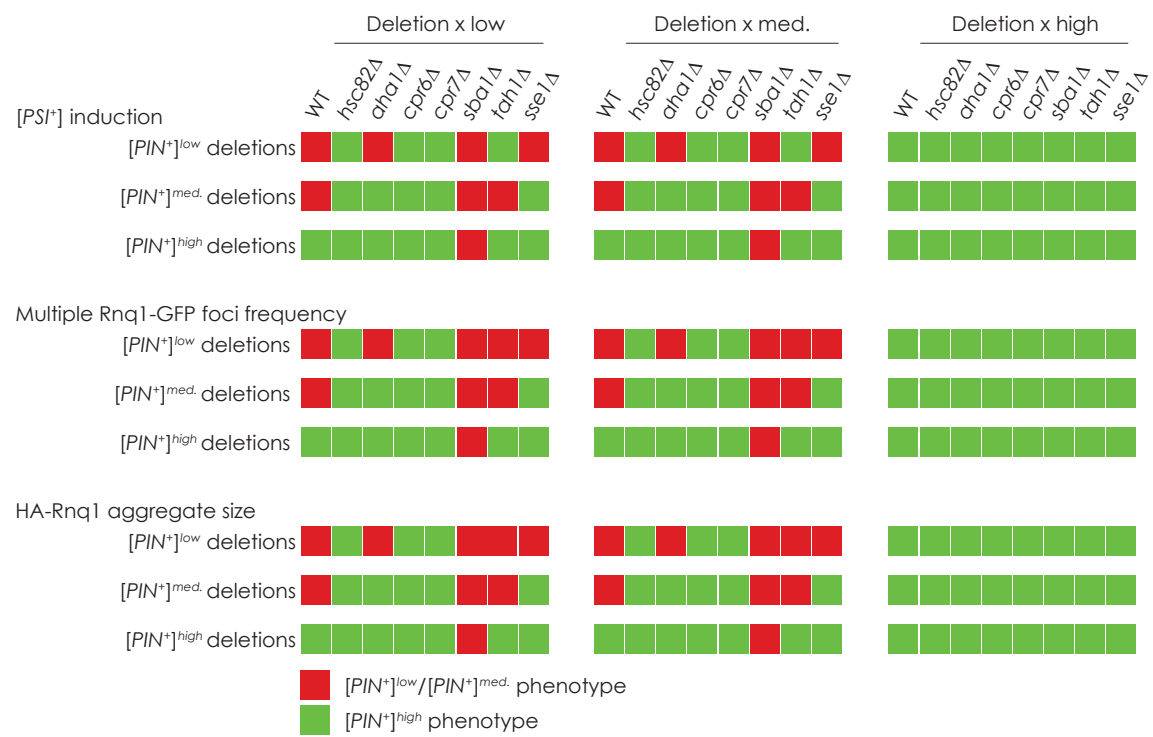 Deletion x low Deletion x med. Deletion x high
WT hsc82Δ aha1Δ cpr6Δ cpr7Δ sba1Δ tah1Δ sse1Δ WT hsc82Δ aha1Δ cpr6Δ cpr7Δ sba1Δ tah1Δ sse1Δ WT hsc82Δ aha1Δ cpr6Δ cpr7Δ sba1Δ tah1Δ sse1Δ
[PSI⁺] induction
[PIN⁺]low deletions
[PIN⁺]med. deletions
[PIN⁺]high deletions
Multiple Rnq1-GFP foci frequency
[PIN⁺]low deletions
[PIN⁺]med. deletions
[PIN⁺]high deletions
HA-Rnq1 aggregate size
[PIN⁺]low deletions
[PIN⁺]med. deletions
[PIN⁺]high deletions
[PIN⁺]low/[PIN⁺]med. phenotype
[PIN⁺]high phenotype